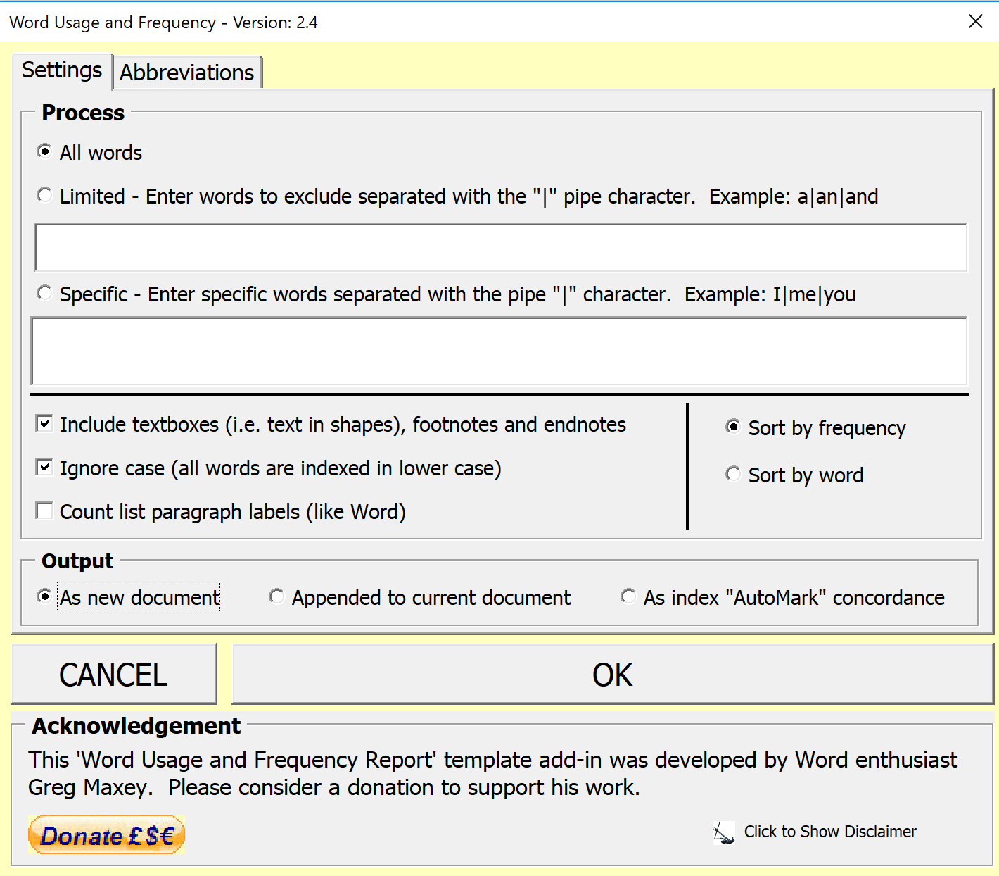 Word Usage and Frequency - Version: 2.4
Settings
Abbreviations
Process
All words
Limited - Enter words to exclude separated with the "|" pipe character.  Example: a|an|and
Specific - Enter specific words separated with the pipe "|" character.  Example: I|me|you
Include textboxes (i.e. text in shapes), footnotes and endnotes
Sort by frequency
Ignore case (all words are indexed in lower case)
Sort by word
Count list paragraph labels (like Word)
Output
As new document
Appended to current document
As index "AutoMark" concordance
CANCEL
OK
Acknowledgement
This 'Word Usage and Frequency Report' template add-in was developed by Word enthusiast
Greg Maxey.  Please consider a donation to support his work.
Donate £$€
Click to Show Disclaimer